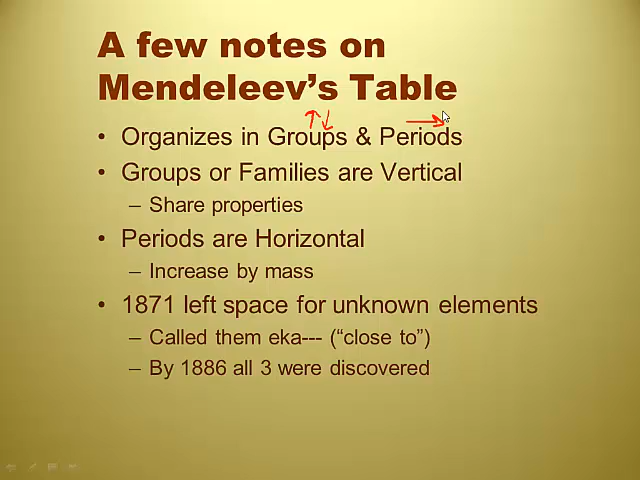 A few notes on
Mendeleev's Table
• Organizes in Groups & Periods
• Groups or Families are Vertical
– Share properties
• Periods are Horizontal
– Increase by mass
• 1871 left space for unknown elements
– Called them eka--- (“close to”)
– By 1886 all 3 were discovered